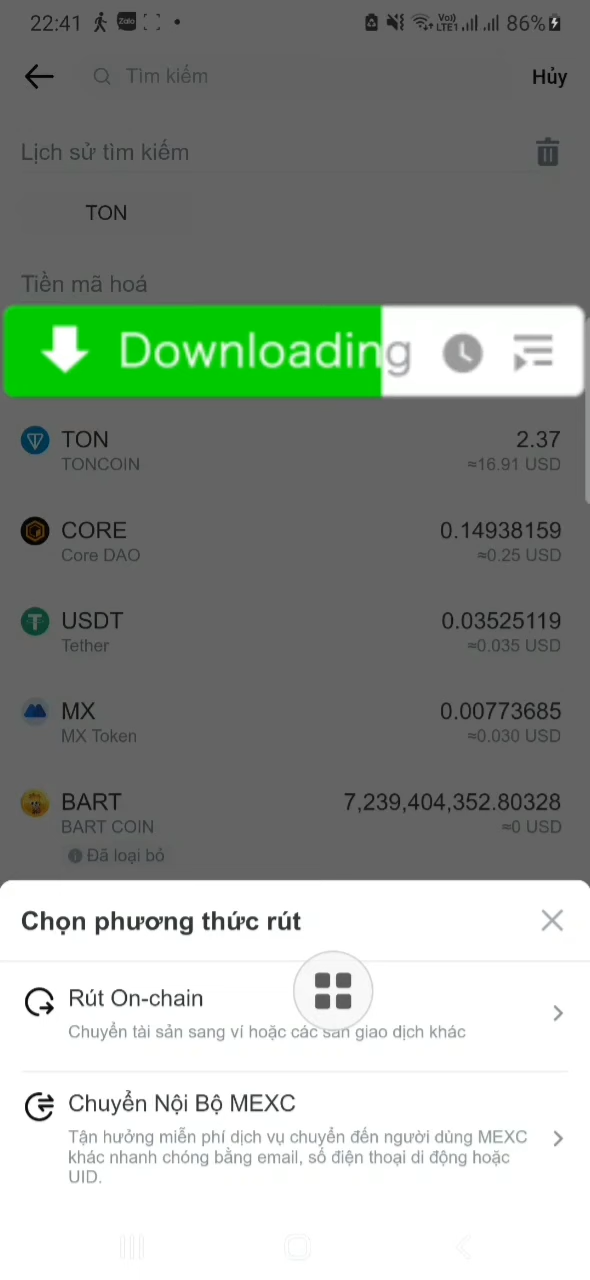 22:41 Zalo Vo)) LTE1 86%
Tìm kiếm Hủy
Lịch sử tìm kiếm
TON
Tiền mã hoá
Downloading
TON 2.37
TONCOIN ≈16.91 USD
CORE 0.14938159
Core DAO ≈0.25 USD
USDT 0.03525119
Tether ≈0.035 USD
MX 0.00773685
MX Token ≈0.030 USD
BART 7,239,404,352.80328
BART COIN ≈0 USD
Đã loại bỏ
Chọn phương thức rút
Rút On-chain
Chuyển tài sản sang ví hoặc các sàn giao dịch khác
Chuyển Nội Bộ MEXC
Tận hưởng miễn phí dịch vụ chuyển đến người dùng MEXC
khác nhanh chóng bằng email, số điện thoại di động hoặc
UID.